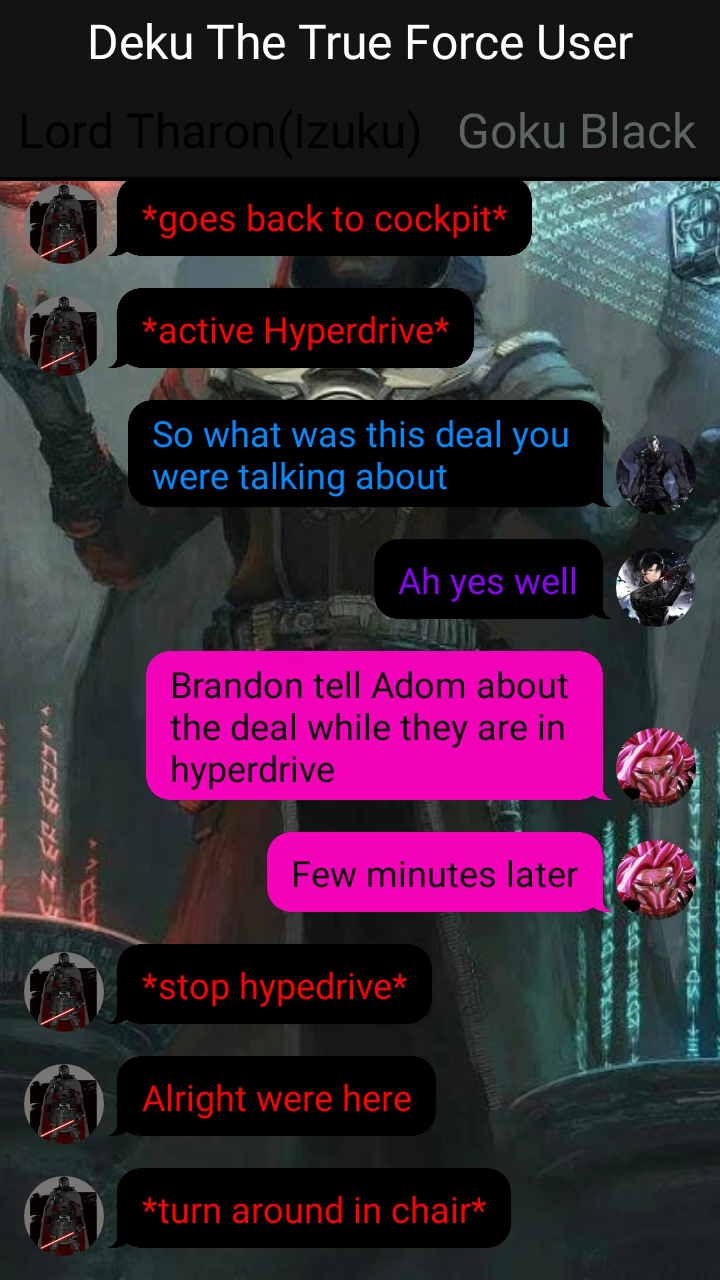 Deku The True Force User
Lord Tharon(Izuku) Goku Black
*goes back to cockpit*
*active Hyperdrive*
So what was this deal you
were talking about
Ah yes well
Brandon tell Adom about
the deal while they are in
hyperdrive
Few minutes later
*stop hypedrive*
Alright were here
*turn around in chair*